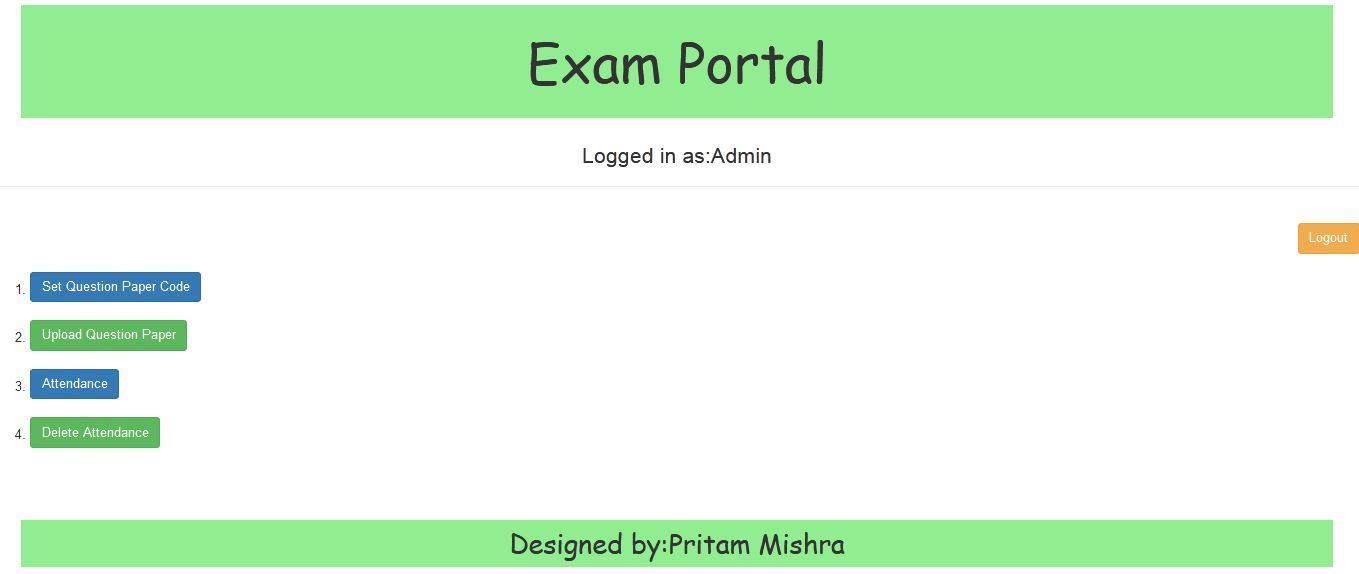 Exam Portal
Logged in as:Admin
Logout
1. Set Question Paper Code
2. Upload Question Paper
3. Attendance
4. Delete Attendance
Designed by:Pritam Mishra